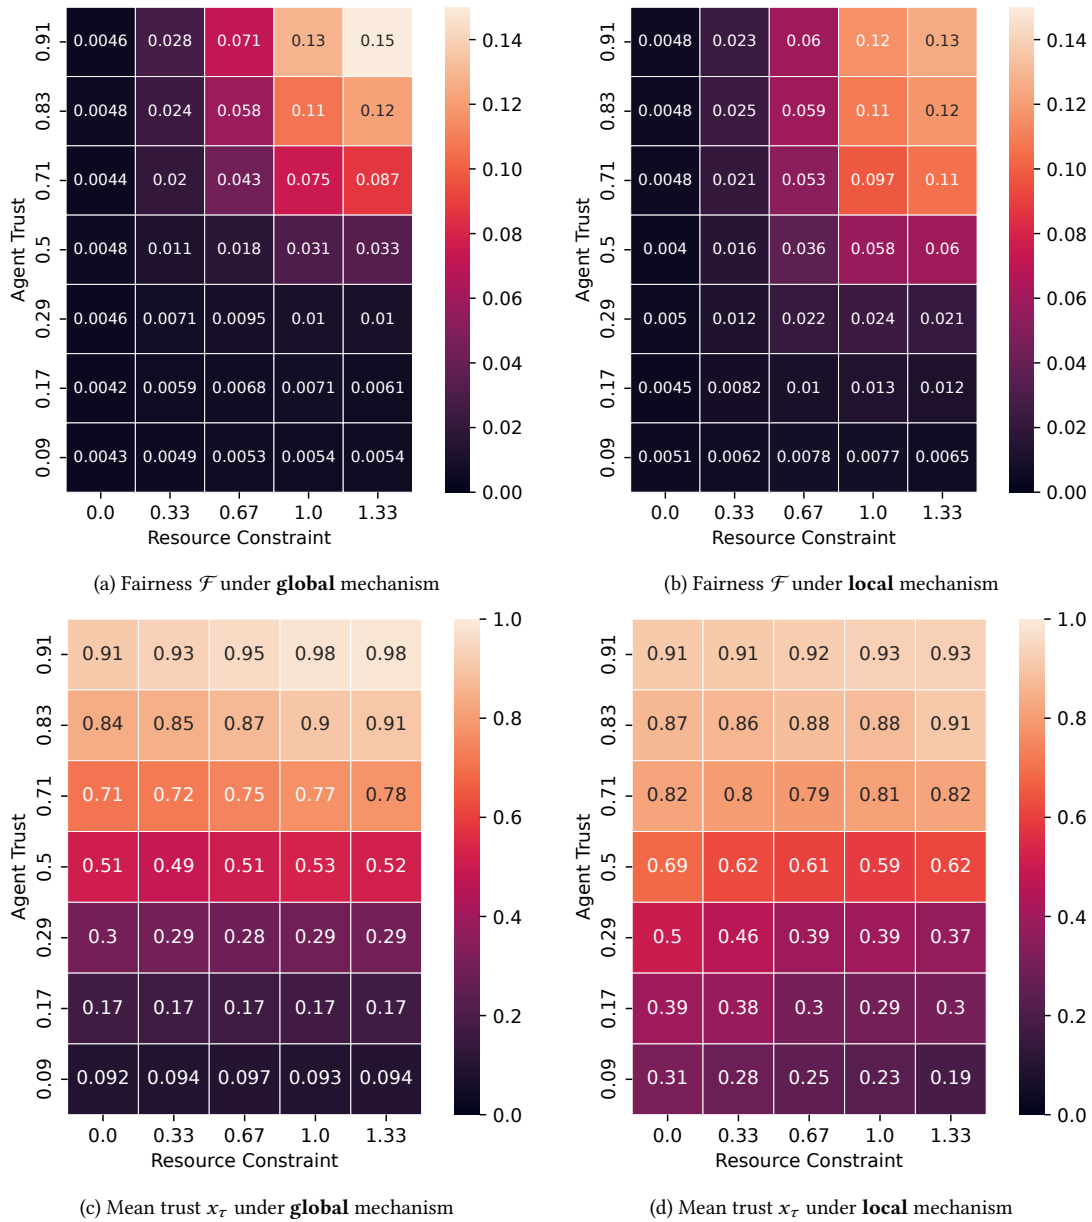 0.91 0.0046 0.028 0.071 0.13 0.15 0.14
0.83 0.0048 0.024 0.058 0.11 0.12 0.12
0.71 0.0044 0.02 0.043 0.075 0.087 0.10
Agent Trust 0.5 0.0048 0.011 0.018 0.031 0.033 0.08
0.29 0.0046 0.0071 0.0095 0.01 0.01 0.06
0.17 0.0042 0.0059 0.0068 0.0071 0.0061 0.04
0.09 0.0043 0.0049 0.0053 0.0054 0.0054 0.02
0.00
0.0 0.33 0.67 1.0 1.33
Resource Constraint
(a) Fairness ℱ under global mechanism
0.91 0.0048 0.023 0.06 0.12 0.13 0.14
0.83 0.0048 0.025 0.059 0.11 0.12 0.12
0.71 0.0048 0.021 0.053 0.097 0.11 0.10
Agent Trust 0.5 0.004 0.016 0.036 0.058 0.06 0.08
0.29 0.005 0.012 0.022 0.024 0.021 0.06
0.17 0.0045 0.0082 0.01 0.013 0.012 0.04
0.09 0.0051 0.0062 0.0078 0.0077 0.0065 0.02
0.00
0.0 0.33 0.67 1.0 1.33
Resource Constraint
(b) Fairness ℱ under local mechanism
1.0
0.91 0.91 0.93 0.95 0.98 0.98
0.83 0.84 0.85 0.87 0.9 0.91 0.8
0.71 0.71 0.72 0.75 0.77 0.78 0.6
Agent Trust 0.5 0.51 0.49 0.51 0.53 0.52
0.29 0.3 0.29 0.28 0.29 0.29 0.4
0.17 0.17 0.17 0.17 0.17 0.17 0.2
0.09 0.092 0.094 0.097 0.093 0.094
0.0
0.0 0.33 0.67 1.0 1.33
Resource Constraint
(c) Mean trust xτ under global mechanism
1.0
0.91 0.91 0.91 0.92 0.93 0.93
0.83 0.87 0.86 0.88 0.88 0.91 0.8
0.71 0.82 0.8 0.79 0.81 0.82 0.6
Agent Trust 0.5 0.69 0.62 0.61 0.59 0.62
0.29 0.5 0.46 0.39 0.39 0.37 0.4
0.17 0.39 0.38 0.3 0.29 0.3 0.2
0.09 0.31 0.28 0.25 0.23 0.19
0.0
0.0 0.33 0.67 1.0 1.33
Resource Constraint
(d) Mean trust xτ under local mechanism